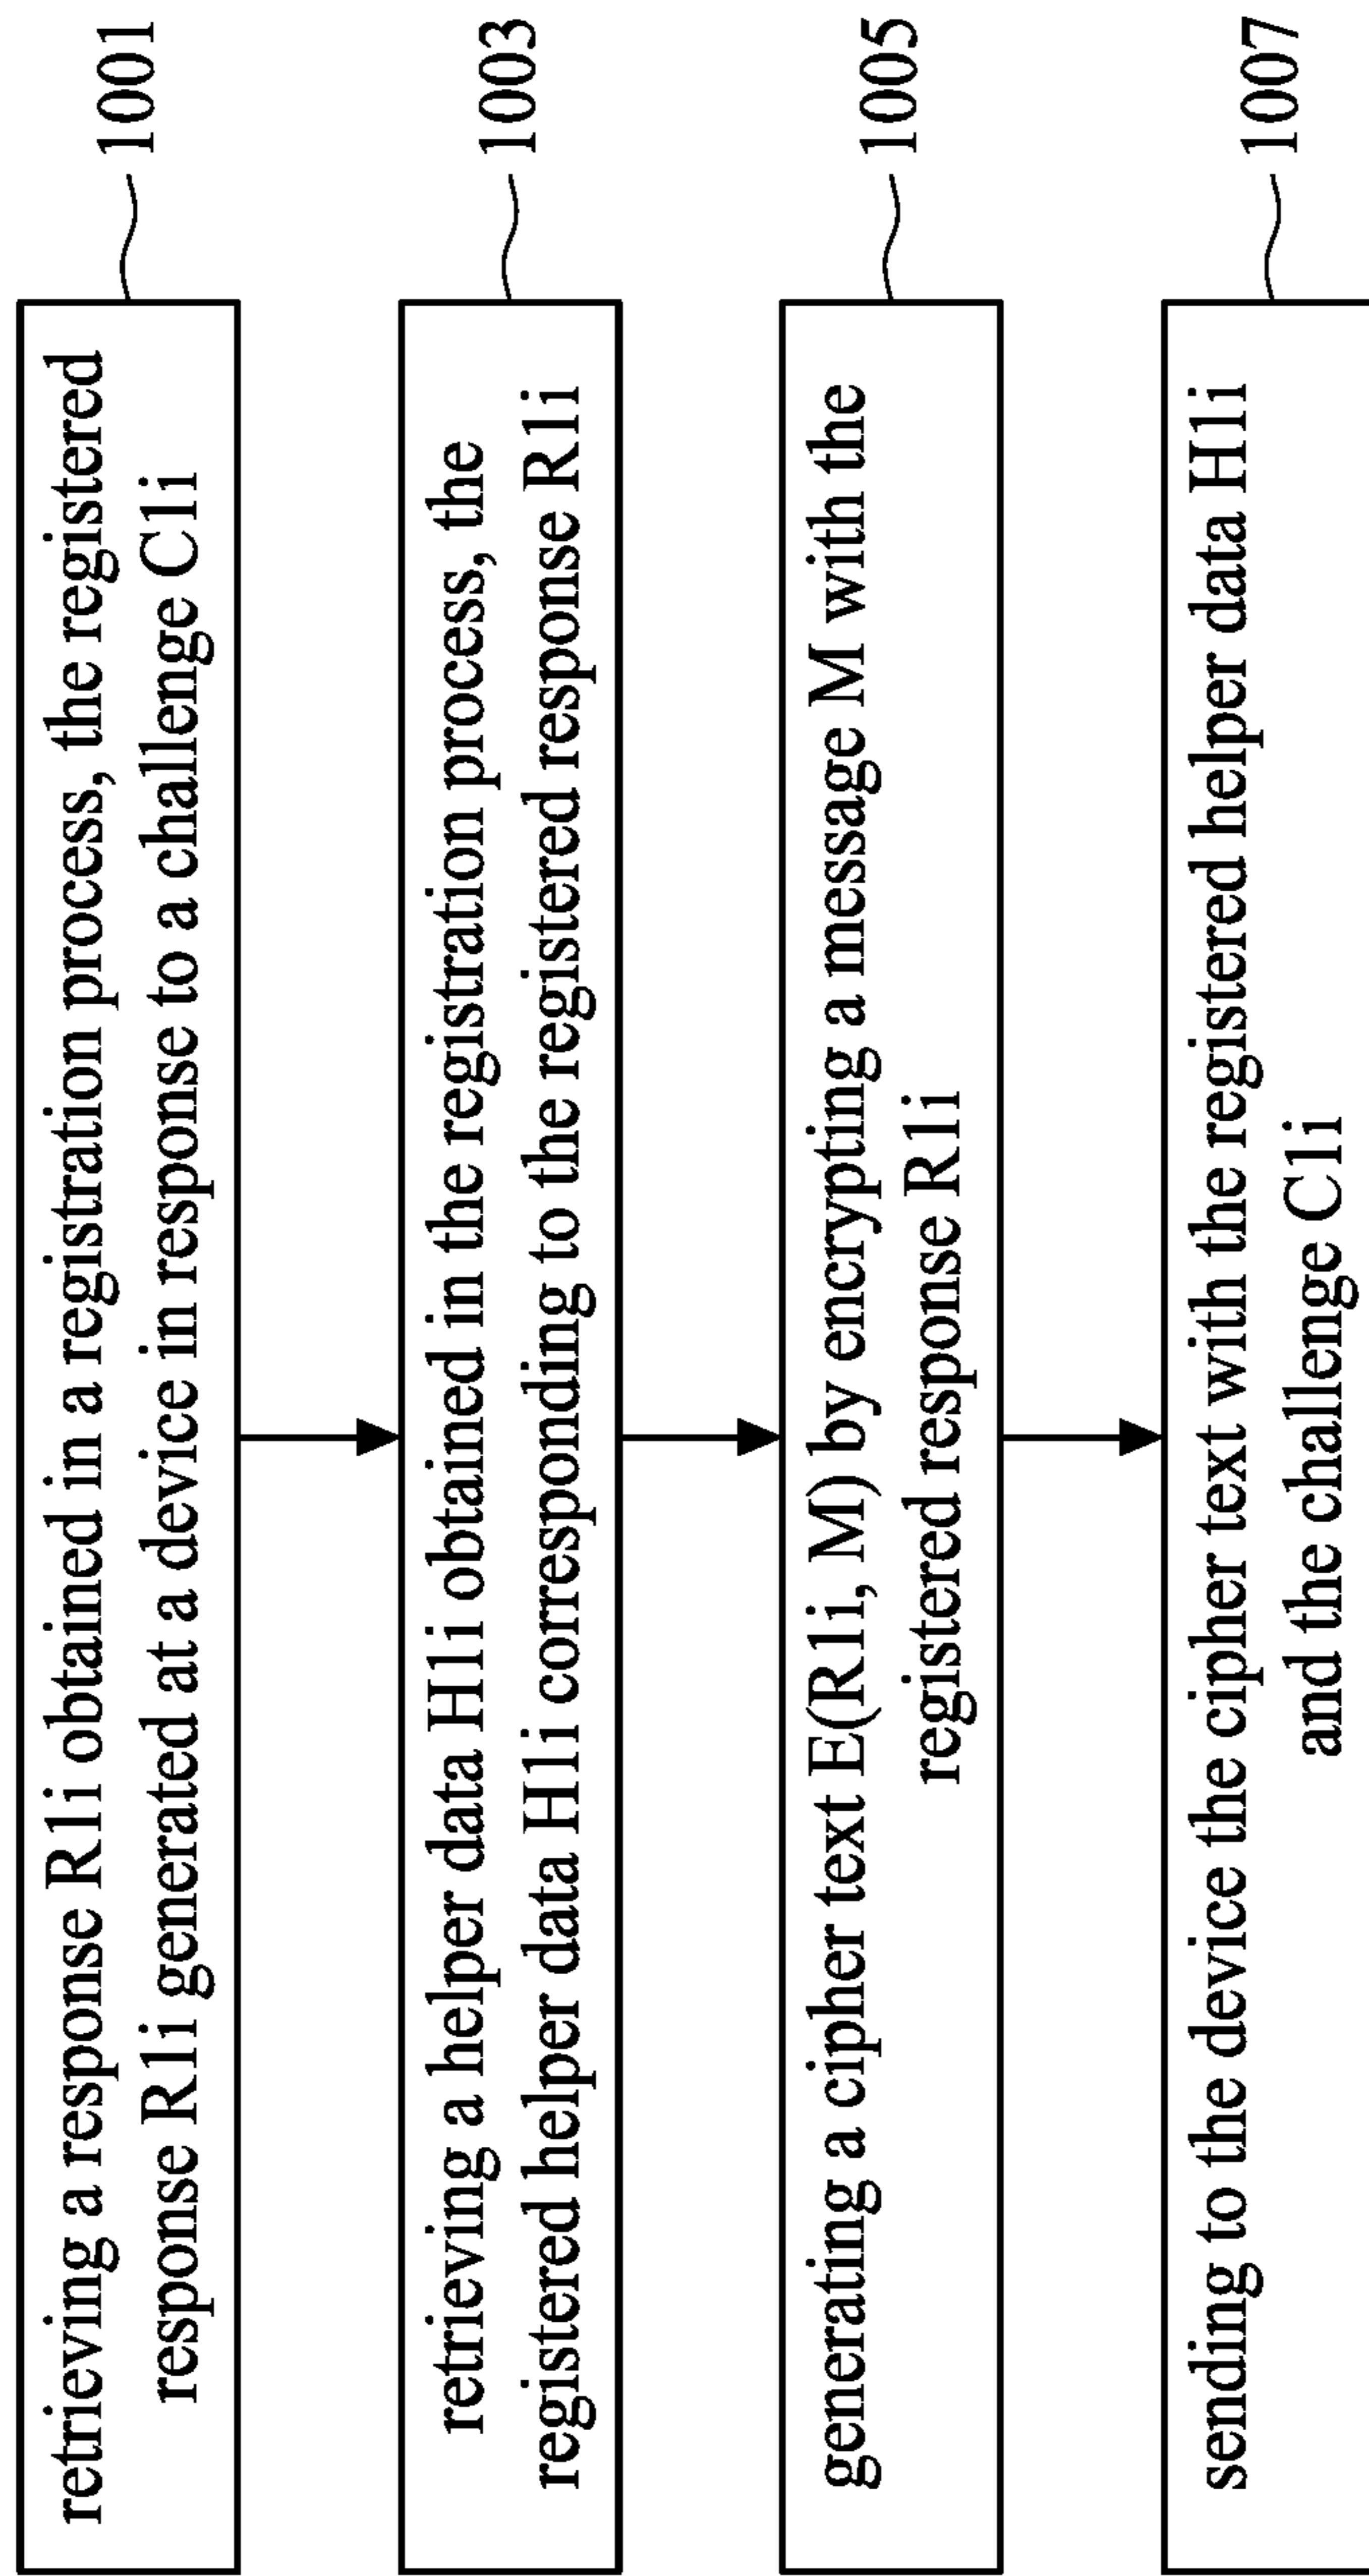 retrieving a response R1i obtained in a registration process, the registered
response R1i generated at a device in response to a challenge C1i
1001
retrieving a helper data H1i obtained in the registration process, the
registered helper data H1i corresponding to the registered response R1i
1003
generating a cipher text E(R1i, M) by encrypting a message M with the
registered response R1i
1005
sending to the device the cipher text with the registered helper data H1i
and the challenge C1i
1007